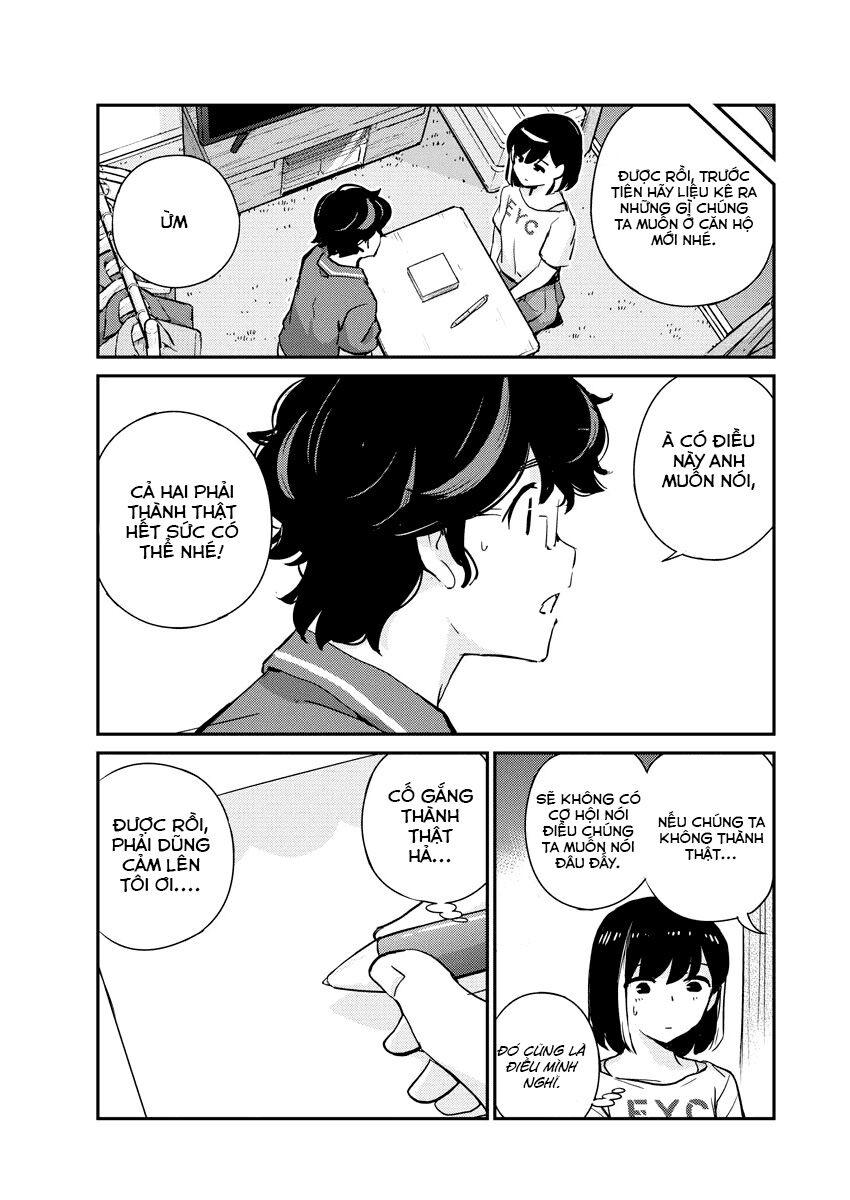 ĐƯỢC RỒI, TRƯỚC
TIÊN HÃY LIỆU KÊ RA
NHỮNG GÌ CHÚNG
TA MUỐN Ở CĂN HỘ
MỚI NHÉ.
EYC
ỪM
À CÓ ĐIỀU
NÀY ANH
MUỐN NÓI,
CẢ HAI PHẢI
THÀNH THẬT
HẾT SỨC CÓ
THỂ NHÉ!
NẾU CHÚNG TA
KHÔNG THÀNH
THẬT...
SẼ KHÔNG CÓ
CƠ HỘI NÓI
ĐIỀU CHÚNG
TA MUỐN NÓI
ĐÂU ĐẤY.
ĐÓ CŨNG LÀ
ĐIỀU MÌNH
NGHĨ.
EYC
CỐ GẮNG
THÀNH
THẬT
HẢ...
ĐƯỢC RỒI,
PHẢI DŨNG
CẢM LÊN
TÔI ƠI....